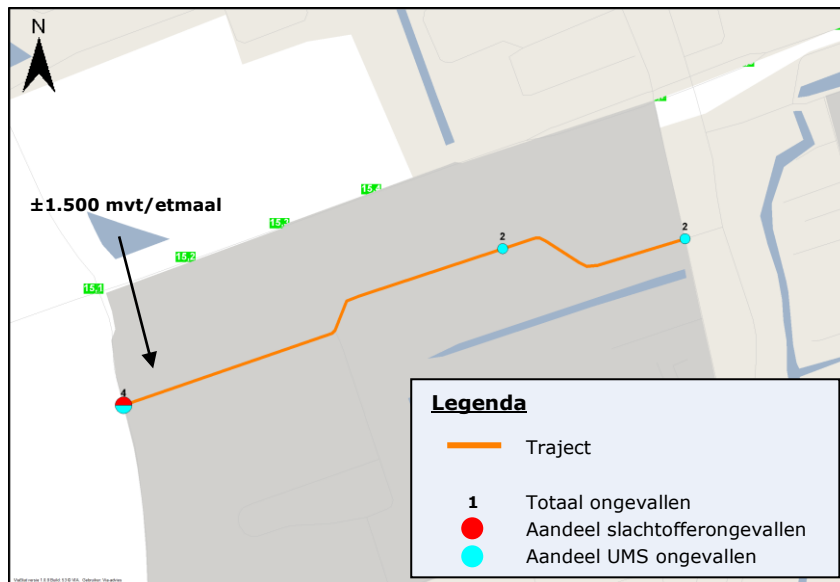 N
15,4
±1.500 mvt/etmaal
15,3
15,2
15,1
2
2
4
Legenda
Traject
1 Totaal ongevallen
Aandeel slachtofferongevallen
Aandeel UMS ongevallen